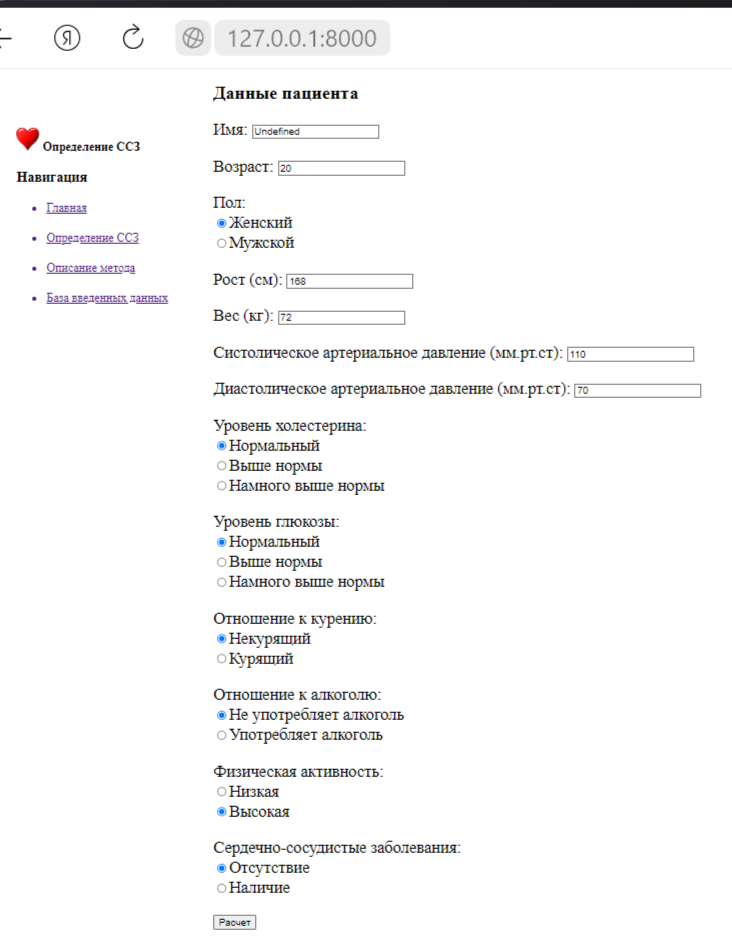 Я
127.0.0.1:8000
Определение ССЗ
Навигация
Главная
Определение ССЗ
Описание метода
База введенных данных
Данные пациента
Имя: Undefined
Возраст: 20
Пол:
Женский
Мужской
Рост (см): 168
Вес (кг): 72
Систолическое артериальное давление (мм.рт.ст): 110
Диастолическое артериальное давление (мм.рт.ст): 70
Уровень холестерина:
Нормальный
Выше нормы
Намного выше нормы
Уровень глюкозы:
Нормальный
Выше нормы
Намного выше нормы
Отношение к курению:
Некурящий
Курящий
Отношение к алкоголю:
Не употребляет алкоголь
Употребляет алкоголь
Физическая активность:
Низкая
Высокая
Сердечно-сосудистые заболевания:
Отсутствие
Наличие
Расчет